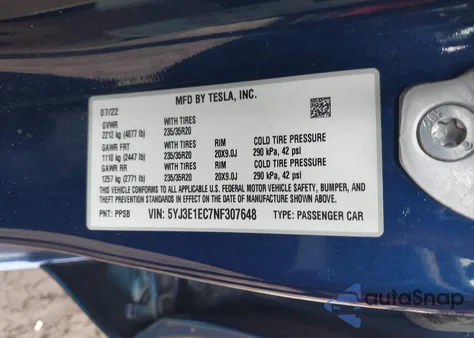 MFD BY TESLA, INC.
07/22
GVWR WITH TIRES
2212 kg (4877 lb) 235/35R20
GAWR FRT WITH TIRES RIM COLD TIRE PRESSURE
1110 kg (2447 lb) 235/35R20 20X9.0J 290 kPa, 42 psi
GAWR RR WITH TIRES RIM COLD TIRE PRESSURE
1257 kg (2771 lb) 235/35R20 20X9.0J 290 kPa, 42 psi
THIS VEHICLE CONFORMS TO ALL APPLICABLE U.S. FEDERAL MOTOR VEHICLE SAFETY, BUMPER, AND
THEFT PREVENTION STANDARDS IN EFFECT ON THE DATE OF MANUFACTURE SHOWN ABOVE.
PNT: PPSB VIN: 5YJ3E1EC7NF307648 TYPE: PASSENGER CAR
autoSnap